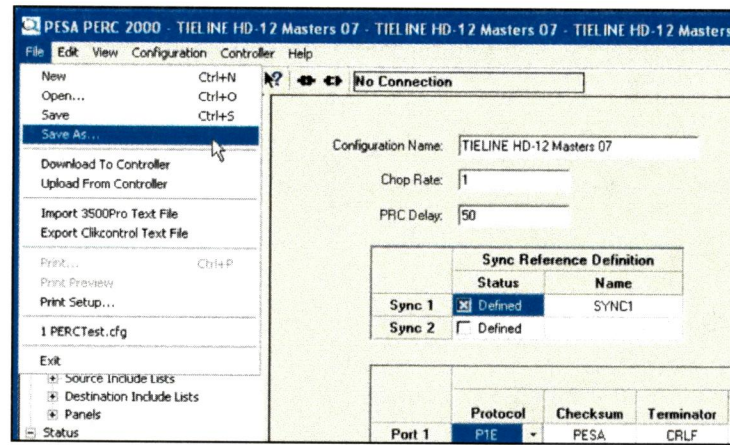 PESA PERC 2000 - TIELINE HD-12 Masters 07 - TIELINE HD-12 Masters 07 - TIELINE HD-12 Masters
File Edit View Configuration Controller Help
New Ctrl+N
No Connection
Open... Ctrl+O
Save Ctrl+S
Save As...
Download To Controller
Upload From Controller
Import 3500Pro Text File
Export Clikcontrol Text File
Print... Ctrl+P
Print Preview
Print Setup...
1 PERCTest.cfg
Exit
Source Include Lists
Destination Include Lists
Panels
Status
Configuration Name: TIELINE HD-12 Masters 07
Chop Rate: 1
PRC Delay: 50
Sync Reference Definition
Status Name
Sync 1 Defined SYNC1
Sync 2 Defined
Protocol Checksum Terminator
Port 1 P1E PESA CRLF